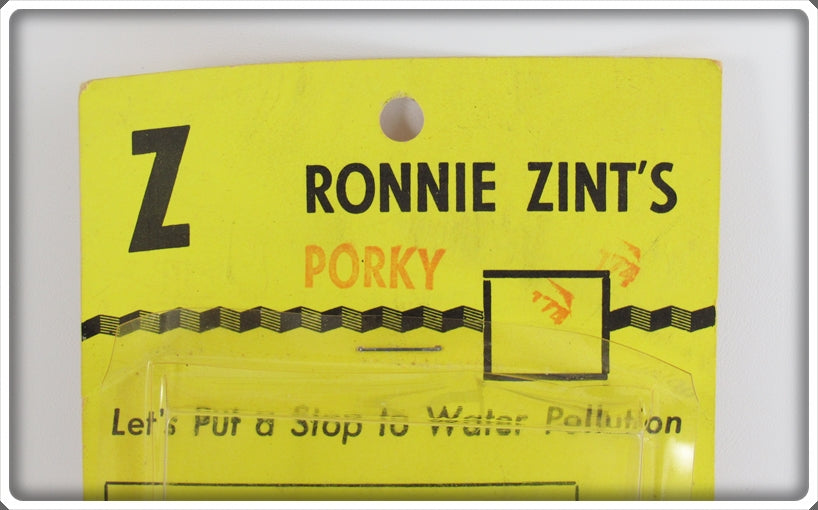 Z
RONNIE ZINT'S
PORKY
Let's Put a Stop to Water Pollution